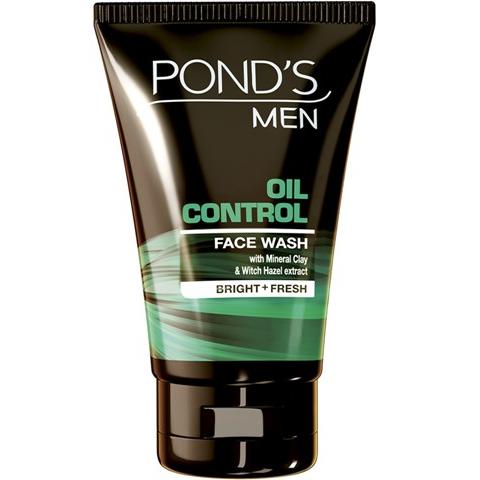 POND'S
MEN
OIL
CONTROL
FACE WASH
with Mineral Clay
& Witch Hazel extract
BRIGHT + FRESH